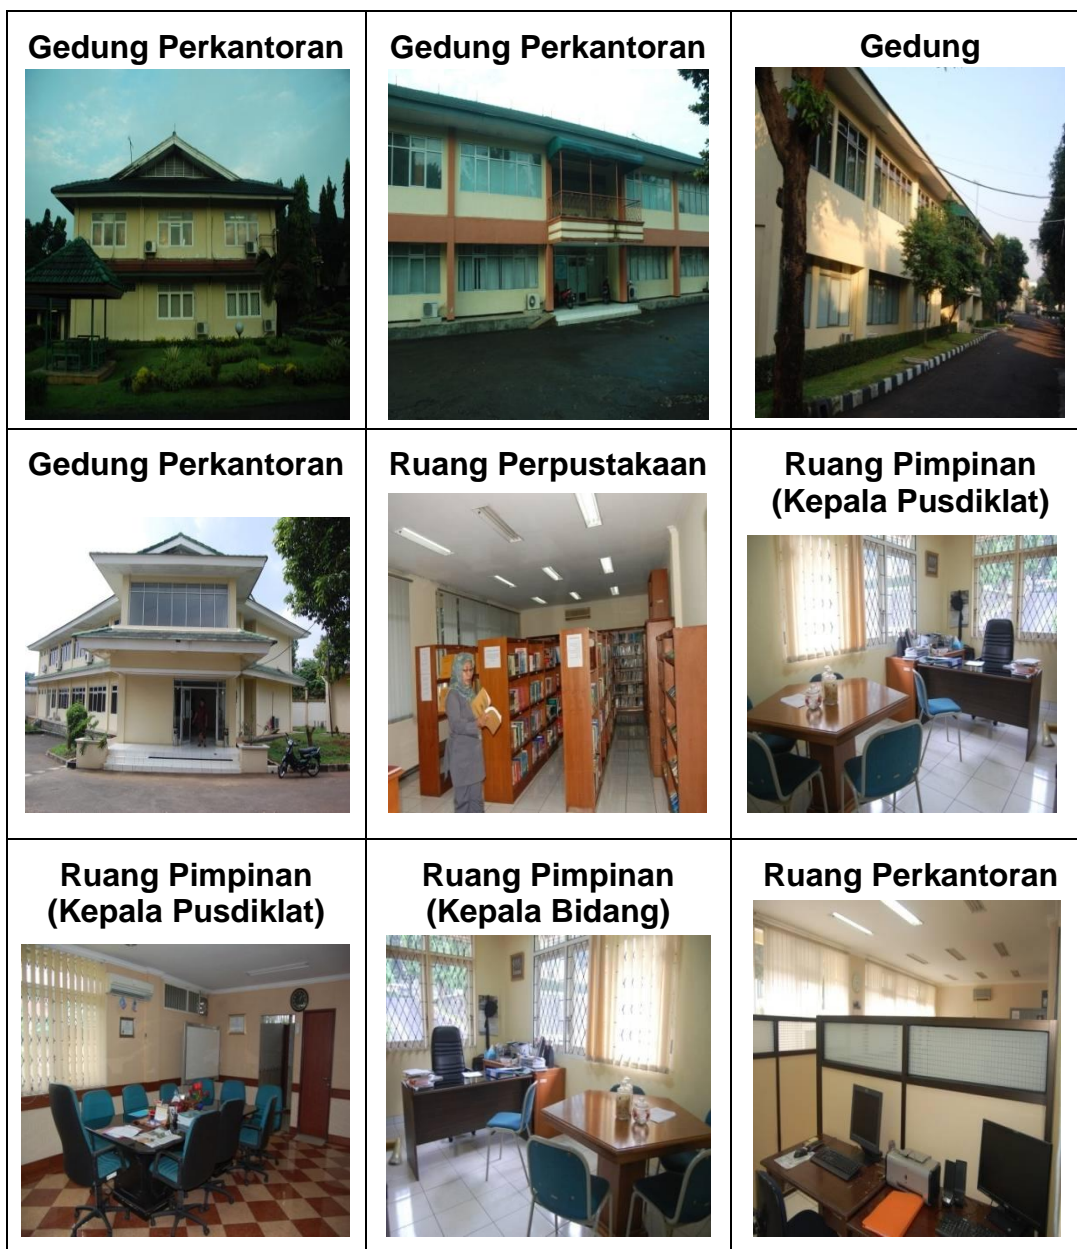 Gedung Perkantoran
Gedung Perkantoran
Gedung
Gedung Perkantoran
Ruang Perpustakaan
Ruang Pimpinan
(Kepala Pusdiklat)
Ruang Pimpinan
(Kepala Pusdiklat)
Ruang Pimpinan
(Kepala Bidang)
Ruang Perkantoran